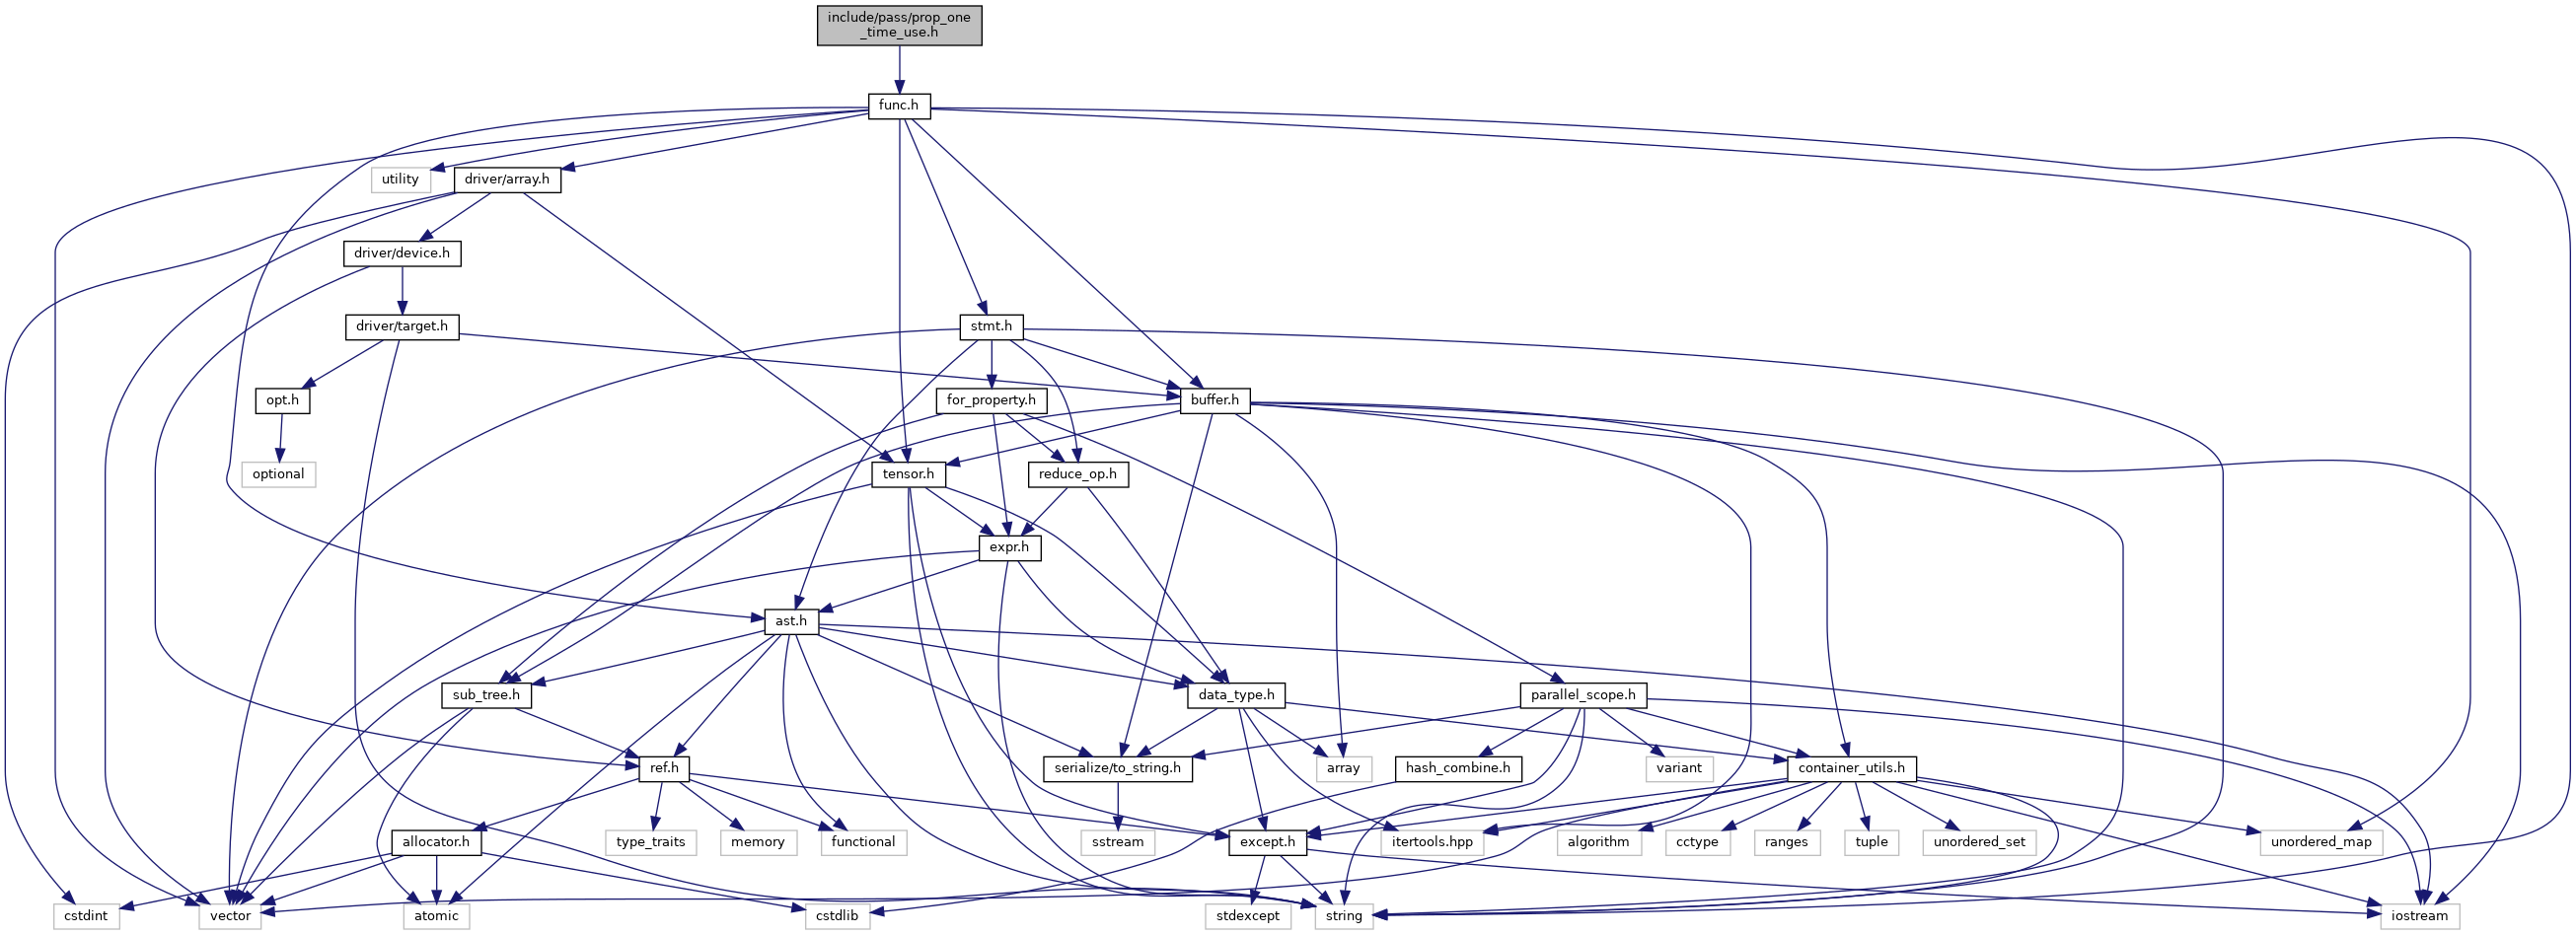 include/pass/prop_one
_time_use.h
func.h
utility
driver/array.h
driver/device.h
driver/target.h
stmt.h
opt.h
for_property.h
buffer.h
optional
tensor.h
reduce_op.h
expr.h
ast.h
sub_tree.h
data_type.h
parallel_scope.h
ref.h
serialize/to_string.h
array
hash_combine.h
variant
container_utils.h
allocator.h
type_traits
memory
functional
sstream
except.h
itertools.hpp
algorithm
cctype
ranges
tuple
unordered_set
unordered_map
cstdint
vector
atomic
cstdlib
stdexcept
string
iostream